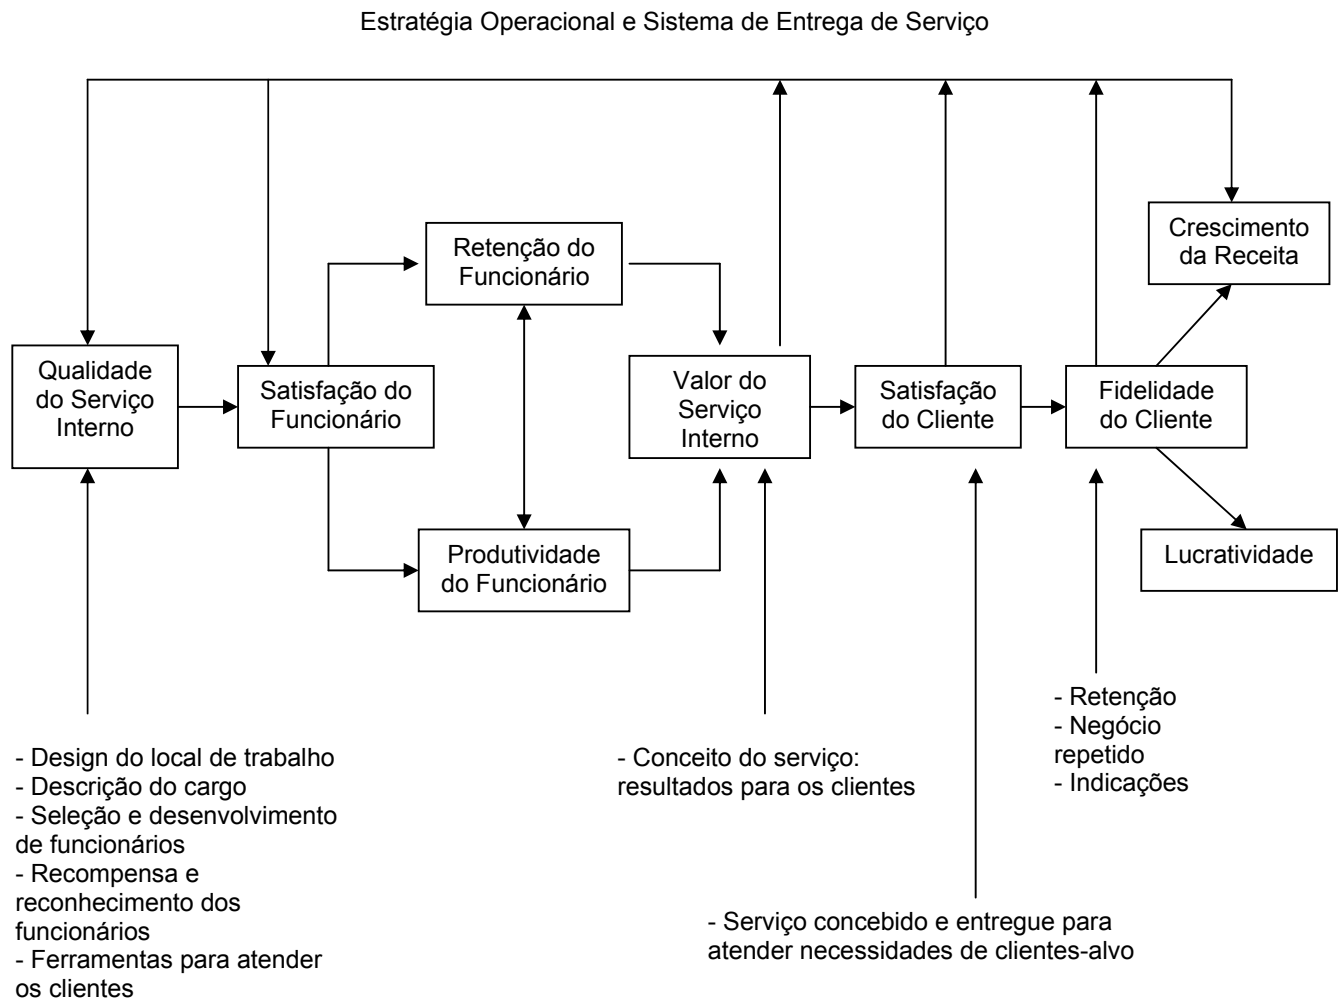 Estratégia Operacional e Sistema de Entrega de Serviço
Crescimento
da Receita
Retenção do
Funcionário
Qualidade
do Serviço
Interno
Satisfação do
Funcionário
Valor do
Serviço
Interno
Satisfação
do Cliente
Fidelidade
do Cliente
Produtividade
do Funcionário
Lucratividade
- Design do local de trabalho
- Descrição do cargo
- Seleção e desenvolvimento
de funcionários
- Recompensa e
reconhecimento dos
funcionários
- Ferramentas para atender
os clientes
- Conceito do serviço:
resultados para os clientes
- Serviço concebido e entregue para
atender necessidades de clientes-alvo
- Retenção
- Negócio
repetido
- Indicações